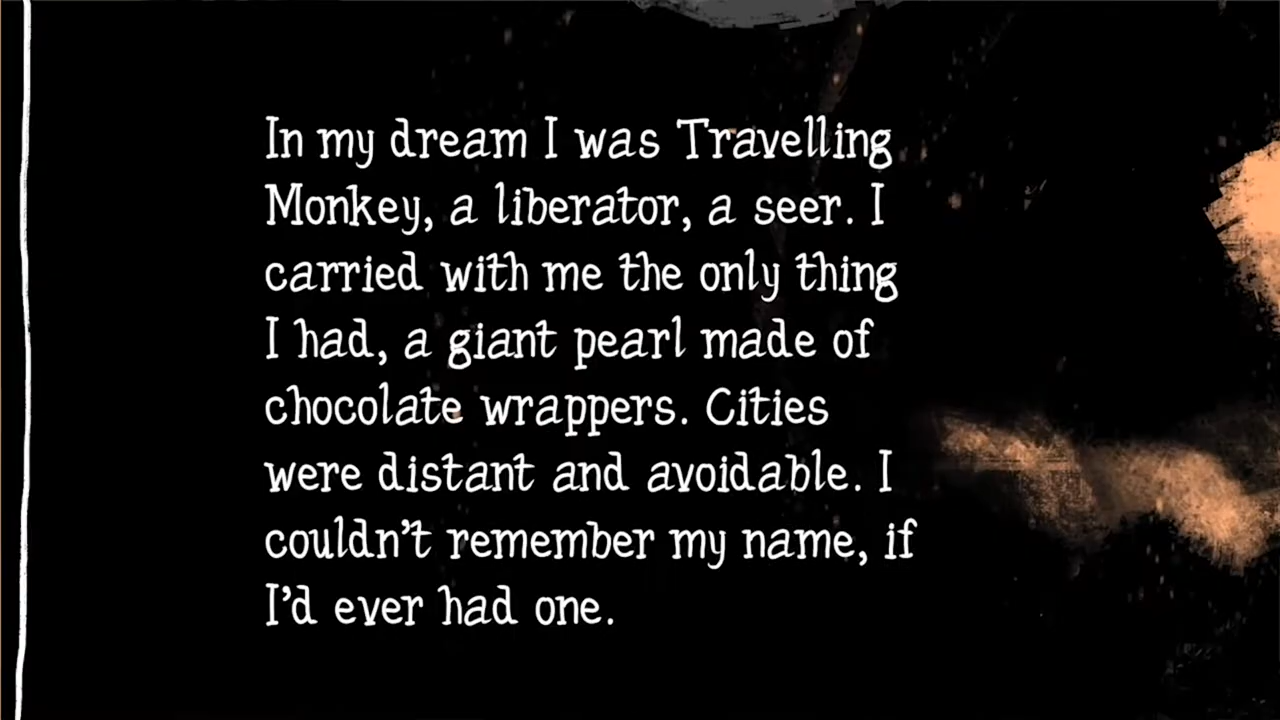 In my dream I was Travelling
Monkey, a liberator, a seer. I
carried with me the only thing
I had, a giant pearl made of
chocolate wrappers. Cities
were distant and avoidable. I
couldn't remember my name, if
I'd ever had one.